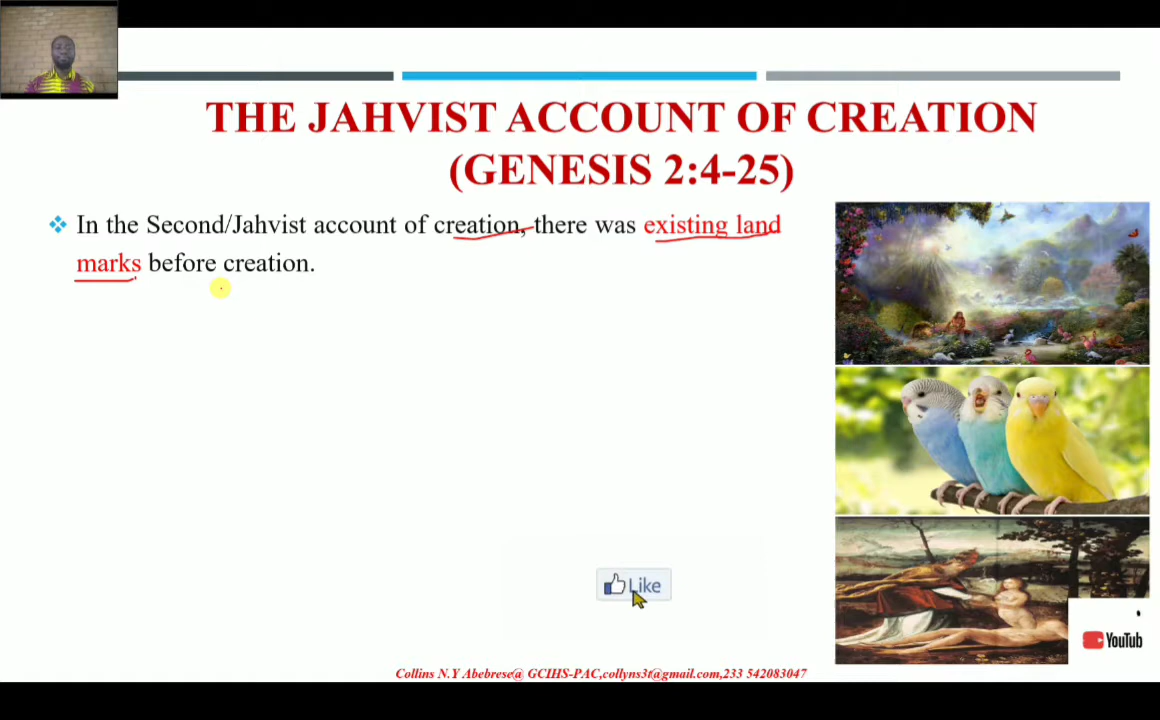 THE JAHVIST ACCOUNT OF CREATION
(GENESIS 2:4-25)
❖ In the Second/Jahvist account of creation, there was existing land
marks before creation.
Like
YouTub
Collins N.Y Abebrese@ GCIHS-PAC,collyns3t@gmail.com,233 542083047